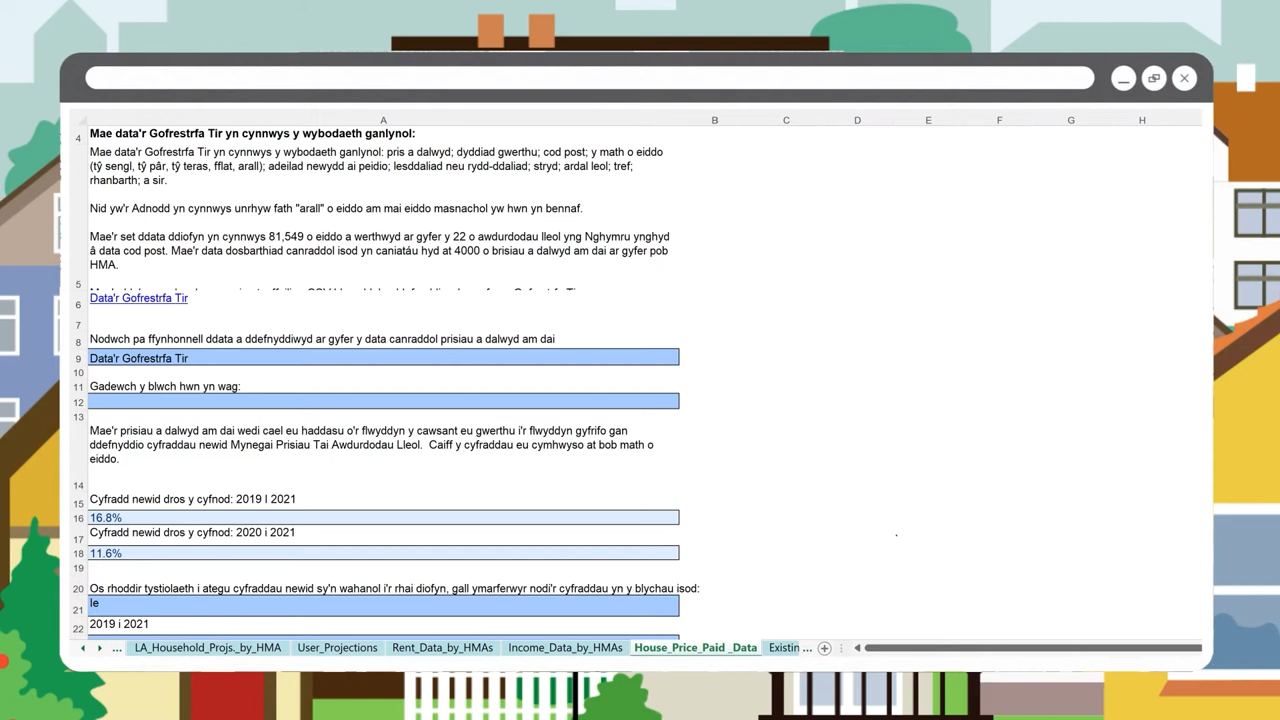 A B C D E F G H
4 Mae data'r Gofrestrfa Tir yn cynnwys y wybodaeth ganlynol:
Mae data'r Gofrestrfa Tir yn cynnwys y wybodaeth ganlynol: pris a dalwyd; dyddiad gwerthu; cod post; y math o eiddo
(tŷ sengl, tŷ pâr, tŷ teras, fflat, arall); adeilad newydd ai peidio; lesddaliad neu rydd-ddaliad; stryd; ardal leol; tref;
rhanbarth; a sir.
Nid yw'r Adnodd yn cynnwys unrhyw fath "arall" o eiddo am mai eiddo masnachol yw hwn yn bennaf.
Mae'r set ddata ddiofyn yn cynnwys 81,549 o eiddo a werthwyd ar gyfer y 22 o awdurdodau lleol yng Nghymru ynghyd
â data cod post. Mae'r data dosbarthiad canraddol isod yn caniatáu hyd at 4000 o brisiau a dalwyd am dai ar gyfer pob
HMA.
5
6 Data'r Gofrestrfa Tir
7
8 Nodwch pa ffynhonnell ddata a ddefnyddiwyd ar gyfer y data canraddol prisiau a dalwyd am dai
9 Data'r Gofrestrfa Tir
10
11 Gadewch y blwch hwn yn wag:
12
13
Mae'r prisiau a dalwyd am dai wedi cael eu haddasu o'r flwyddyn y cawsant eu gwerthu i'r flwyddyn gyfrifo gan
ddefnyddio cyfraddau newid Mynegai Prisiau Tai Awdurdodau Lleol.  Caiff y cyfraddau eu cymhwyso at bob math o
eiddo.
14
15 Cyfradd newid dros y cyfnod: 2019 I 2021
16 16.8%
17 Cyfradd newid dros y cyfnod: 2020 i 2021
18 11.6%
19
20 Os rhoddir tystiolaeth i ategu cyfraddau newid sy'n wahanol i'r rhai diofyn, gall ymarferwyr nodi'r cyfraddau yn y blychau isod:
21 Ie
22 2019 i 2021
... LA_Household_Projs._by_HMA User_Projections Rent_Data_by_HMAs Income_Data_by_HMAs House_Price_Paid _Data Existin ...